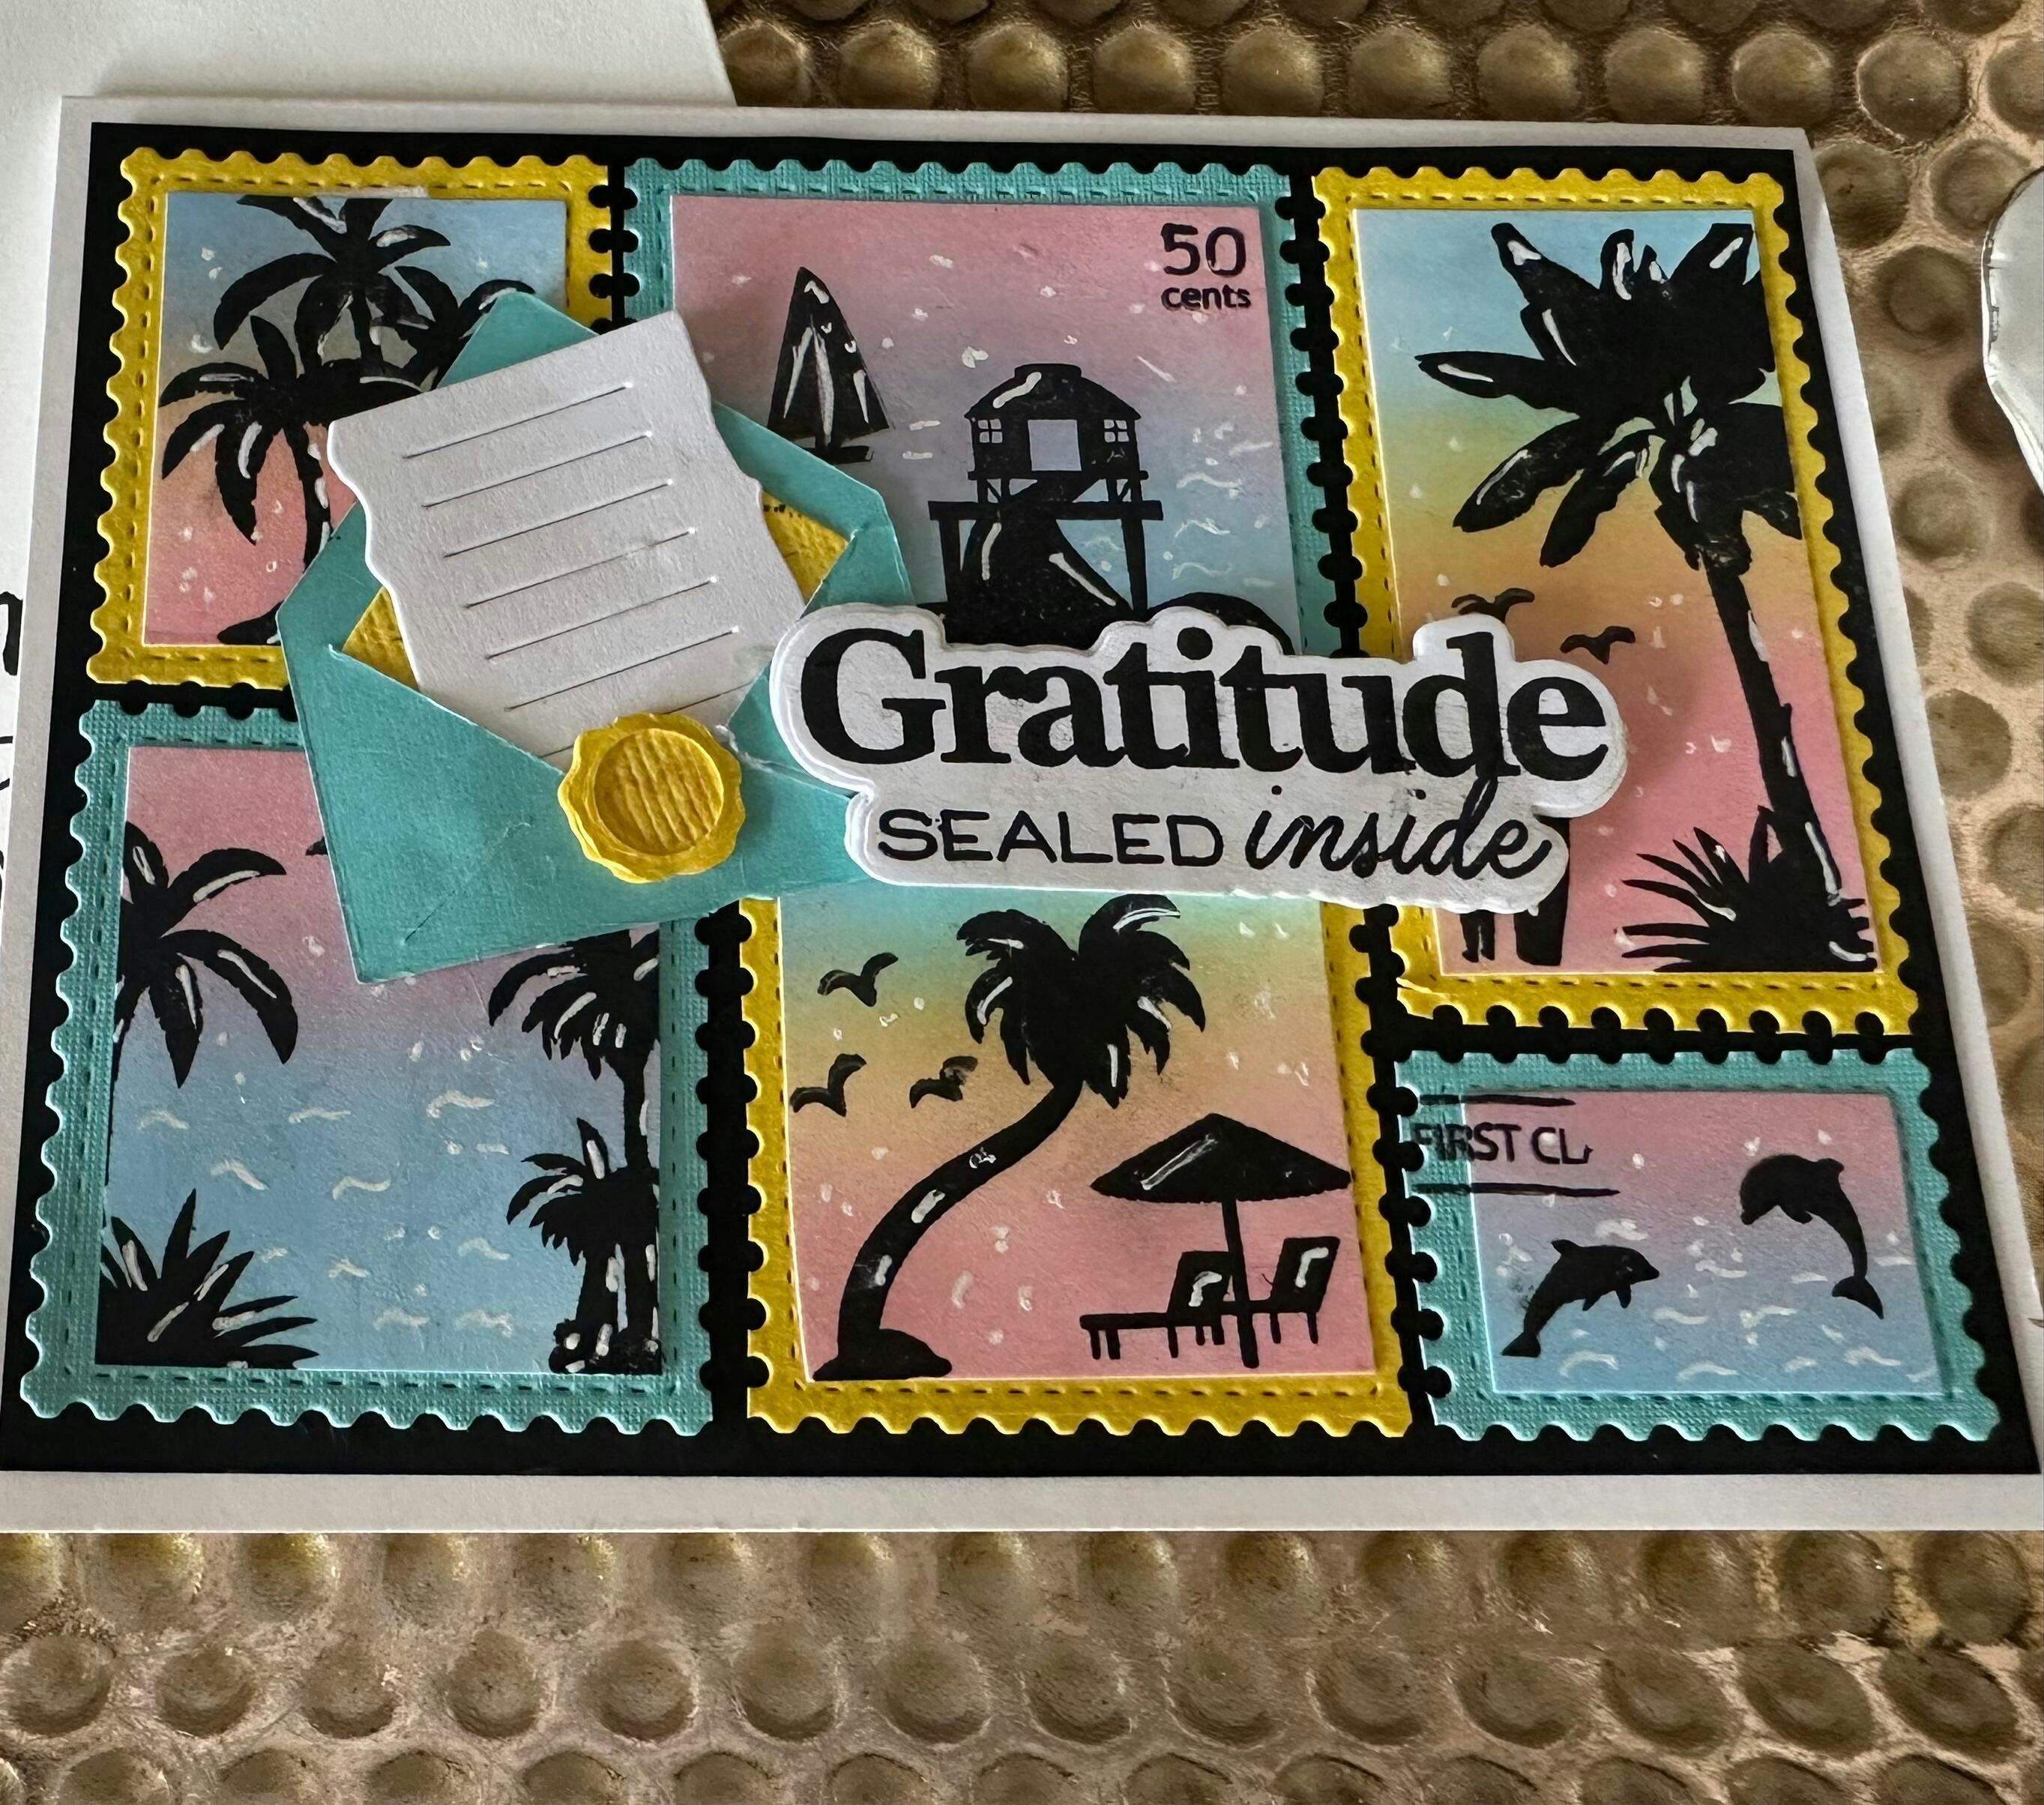 50
cents
Gratitude
SEALED inside
FIRST CL